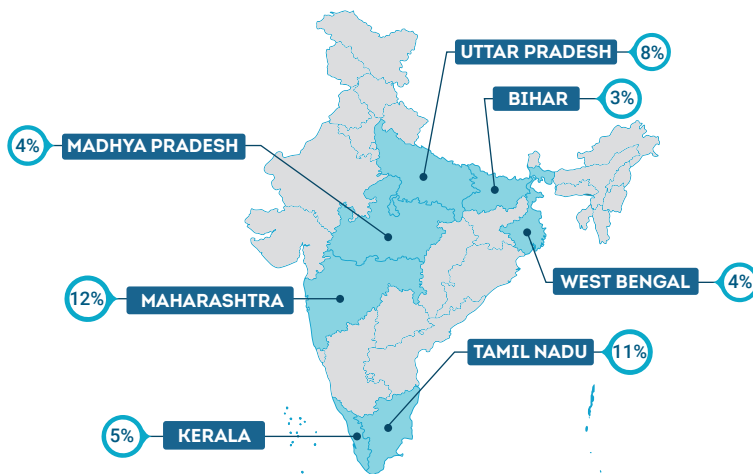 UTTAR PRADESH 8%
BIHAR 3%
4% MADHYA PRADESH
WEST BENGAL 4%
12% MAHARASHTRA
TAMIL NADU 11%
5% KERALA